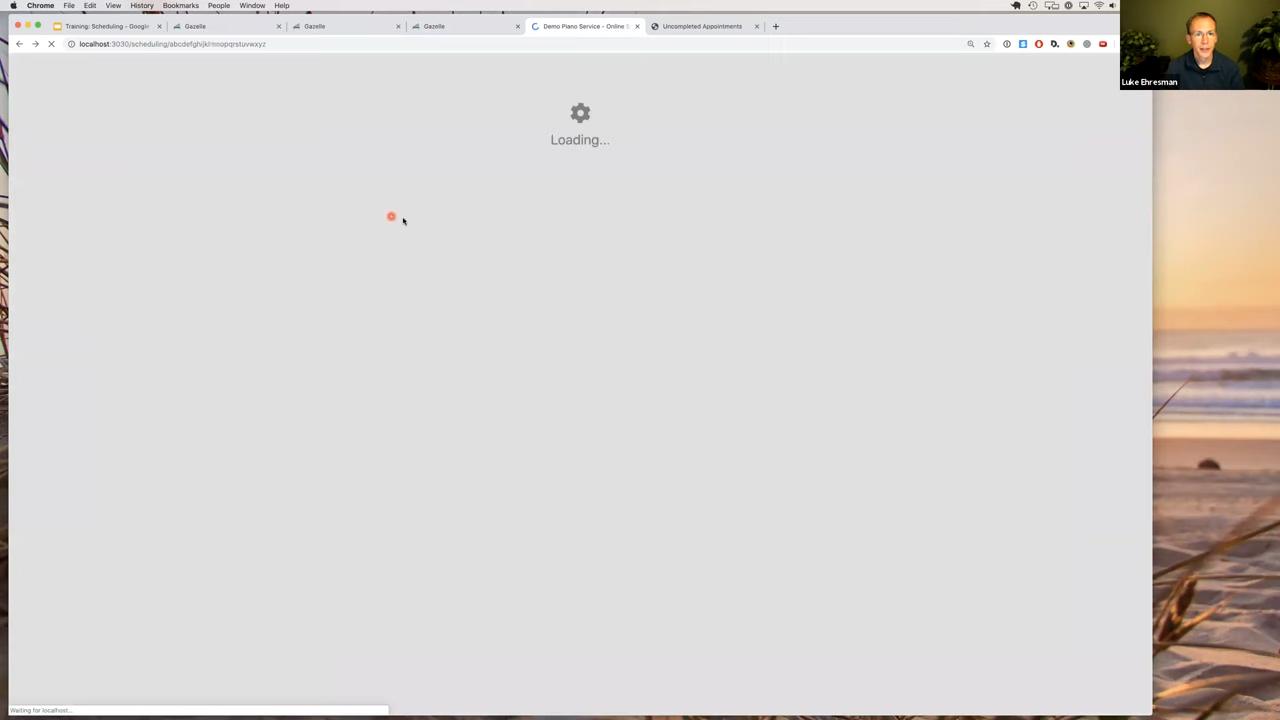 Chrome File Edit View History Bookmarks People Window Help
Training: Scheduling - Google
Gazelle
Gazelle
Gazelle
Demo Piano Service - Online S
Uncompleted Appointments
localhost:3030/scheduling/abcdefghijklmnopqrstuvwxyz
Luke Ehresman
Loading...
Waiting for localhost...